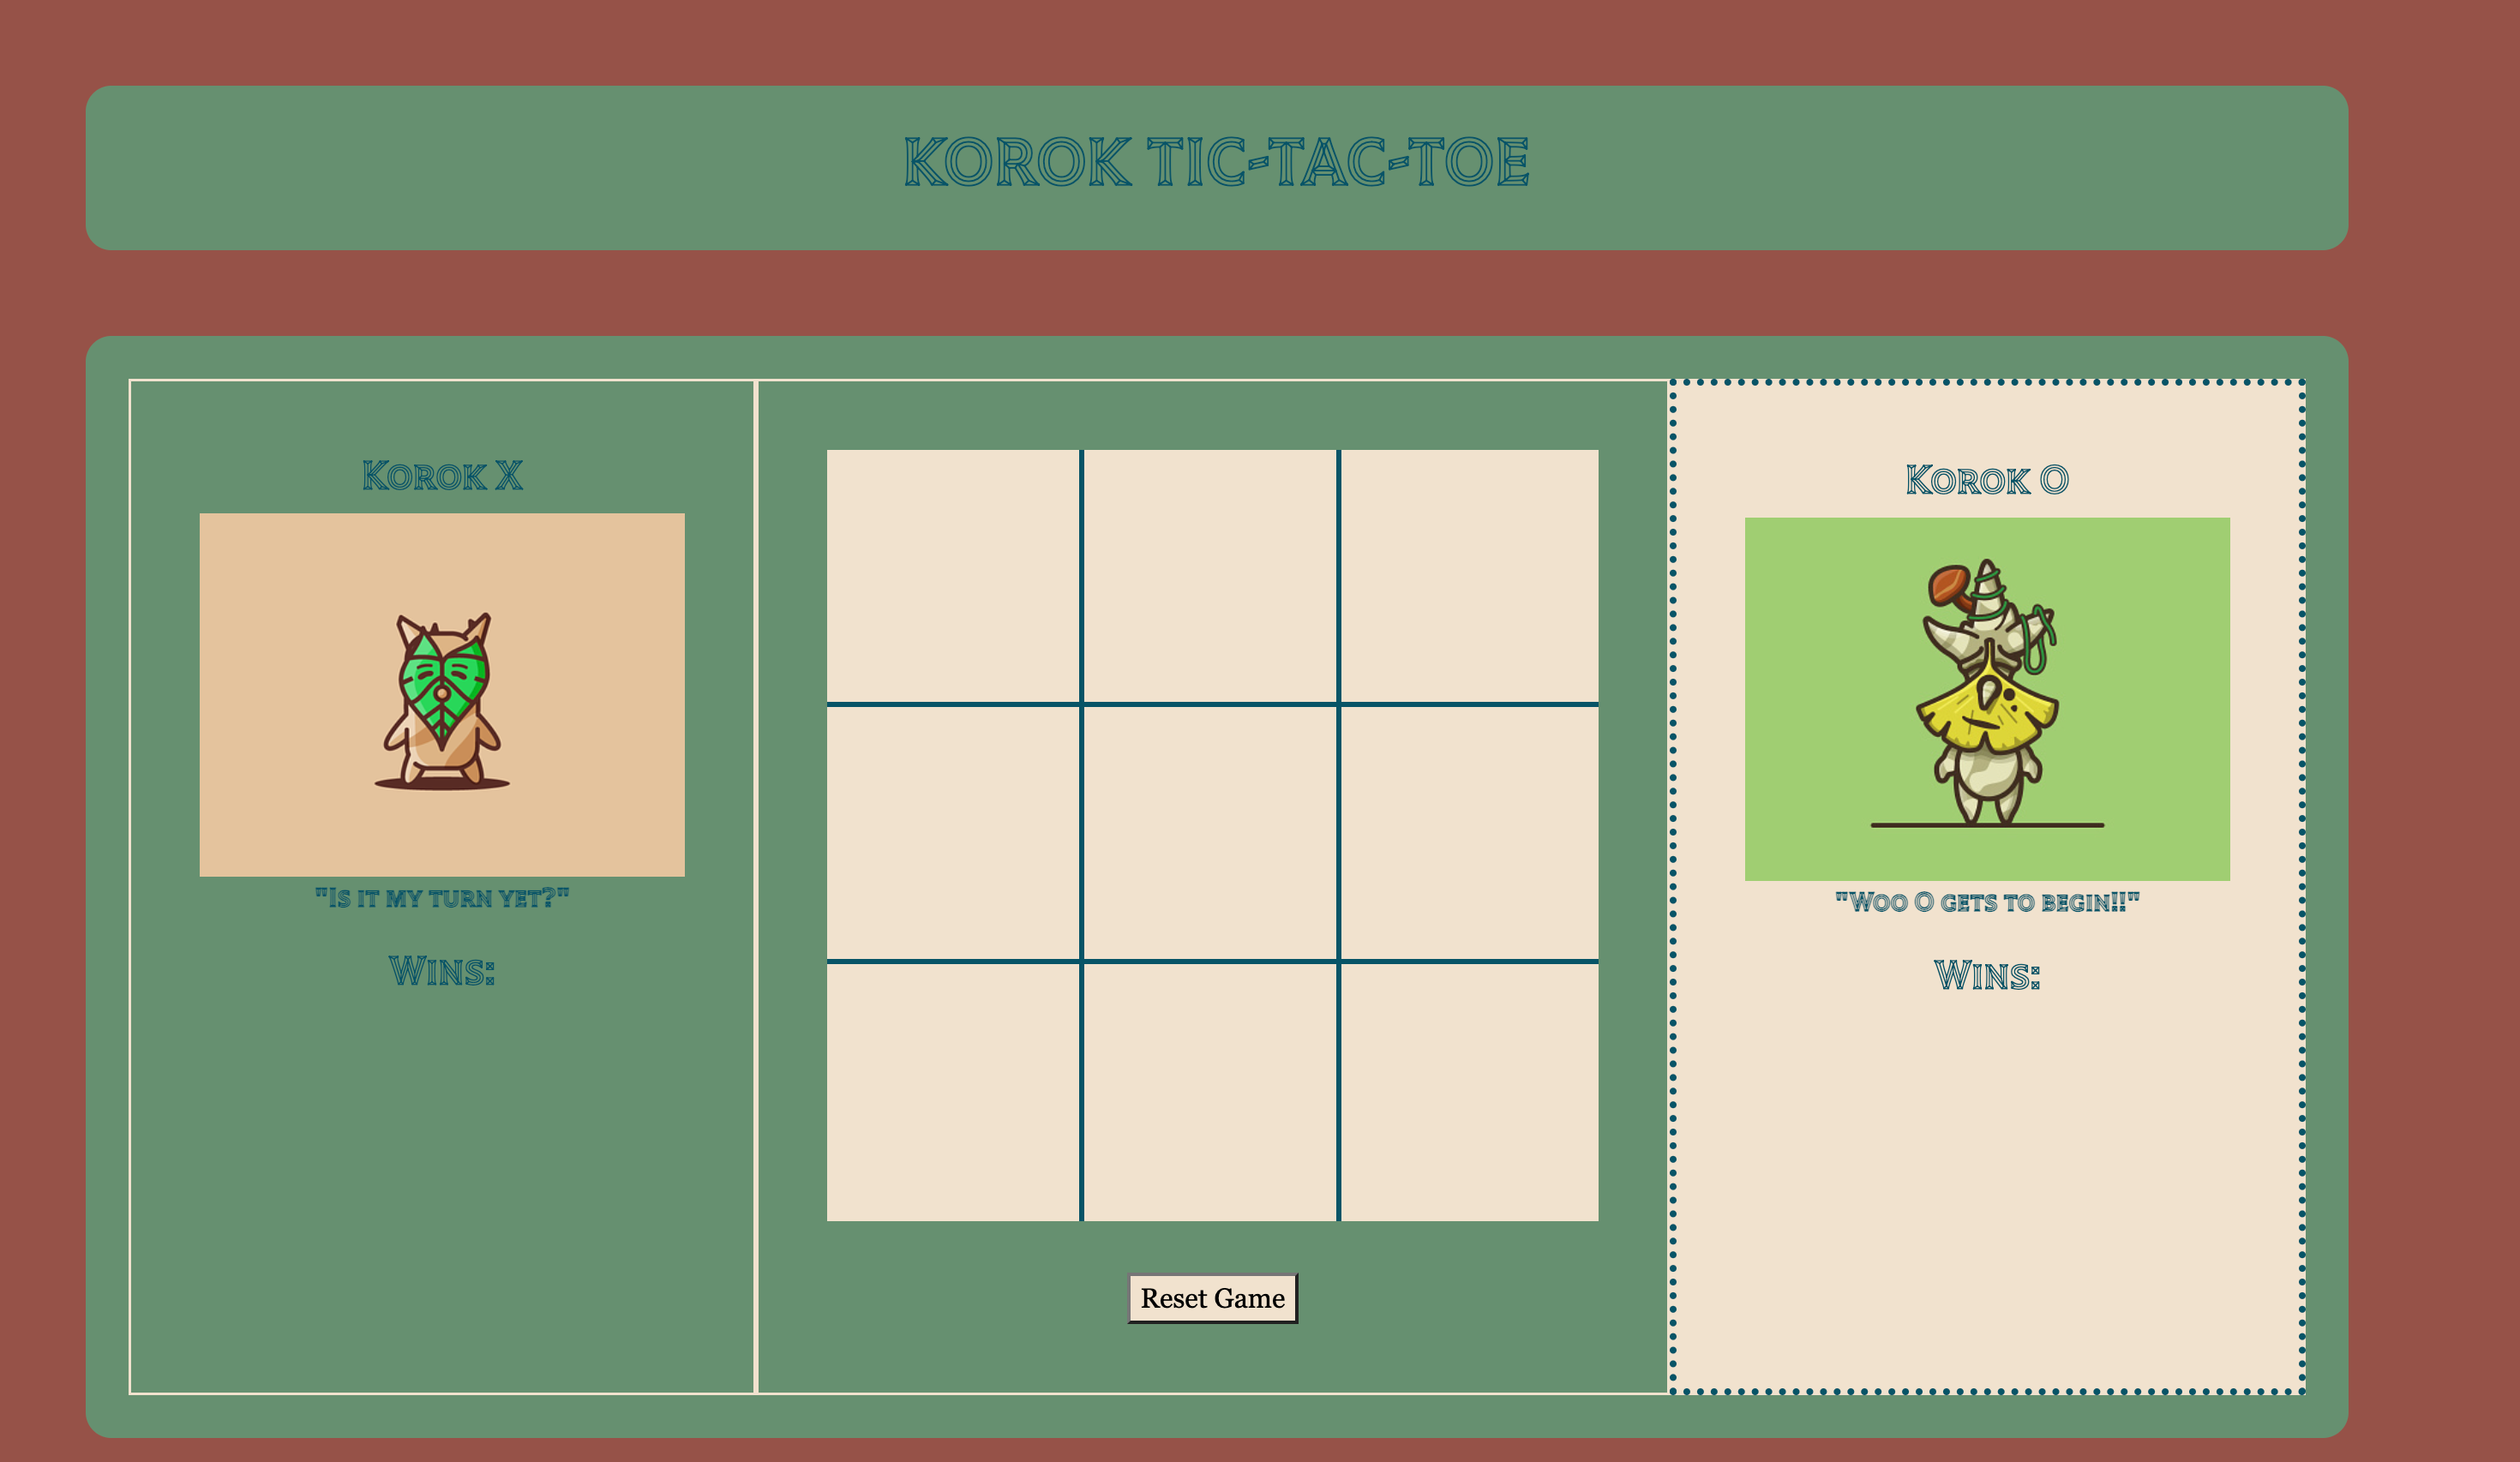 KOROK TIC-TAC-TOE
Korok X
"Is it my turn yet?"
Wins:
Reset Game
Korok O
"Woo O gets to begin!!"
Wins: